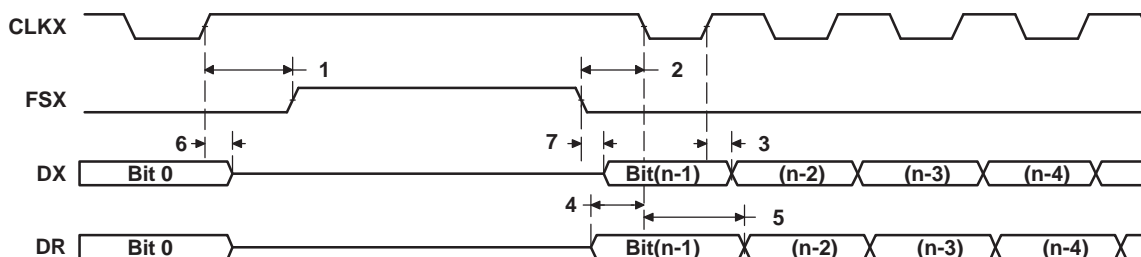 CLKX
1 2
FSX
6 7 3
DX Bit 0 Bit(n-1) (n-2) (n-3) (n-4)
4 5
DR Bit 0 Bit(n-1) (n-2) (n-3) (n-4)